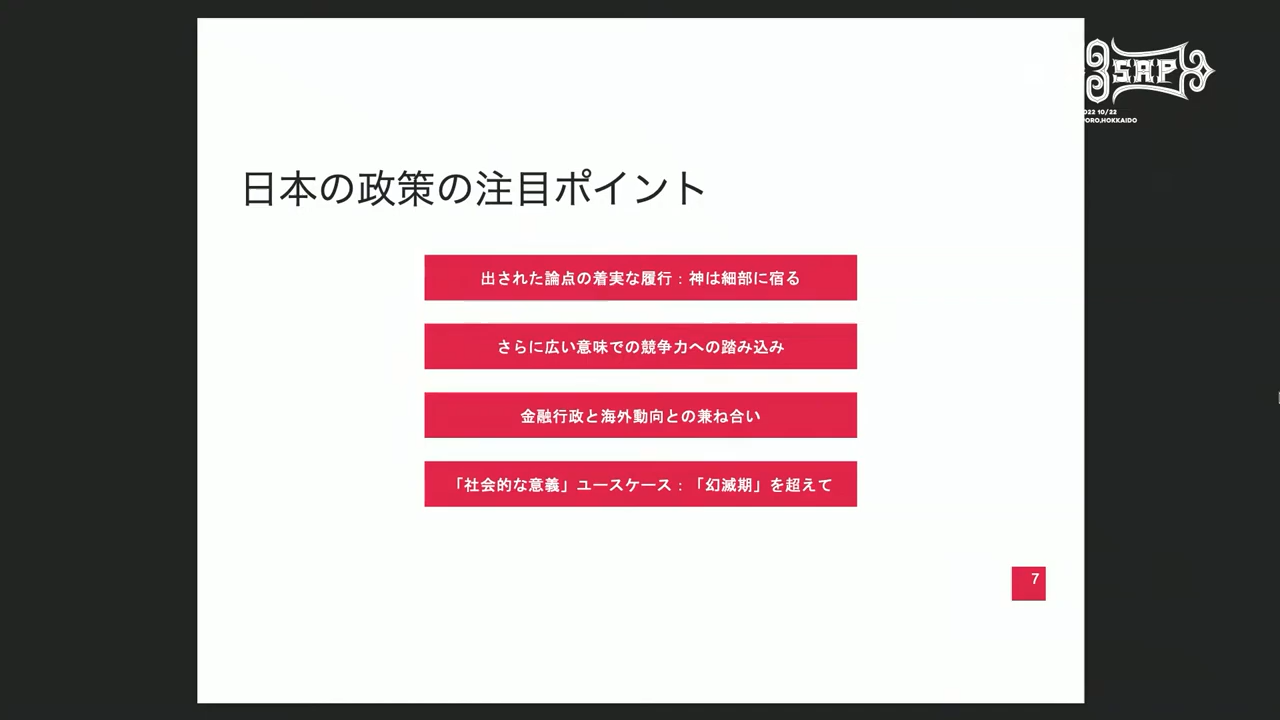 SAP
022 10/22
PORO,HOKKAIDO
日本の政策の注目ポイント
出された論点の着実な履行：神は細部に宿る
さらに広い意味での競争力への踏み込み
金融行政と海外動向との兼ね合い
「社会的な意義」ユースケース：「幻滅期」を超えて
7